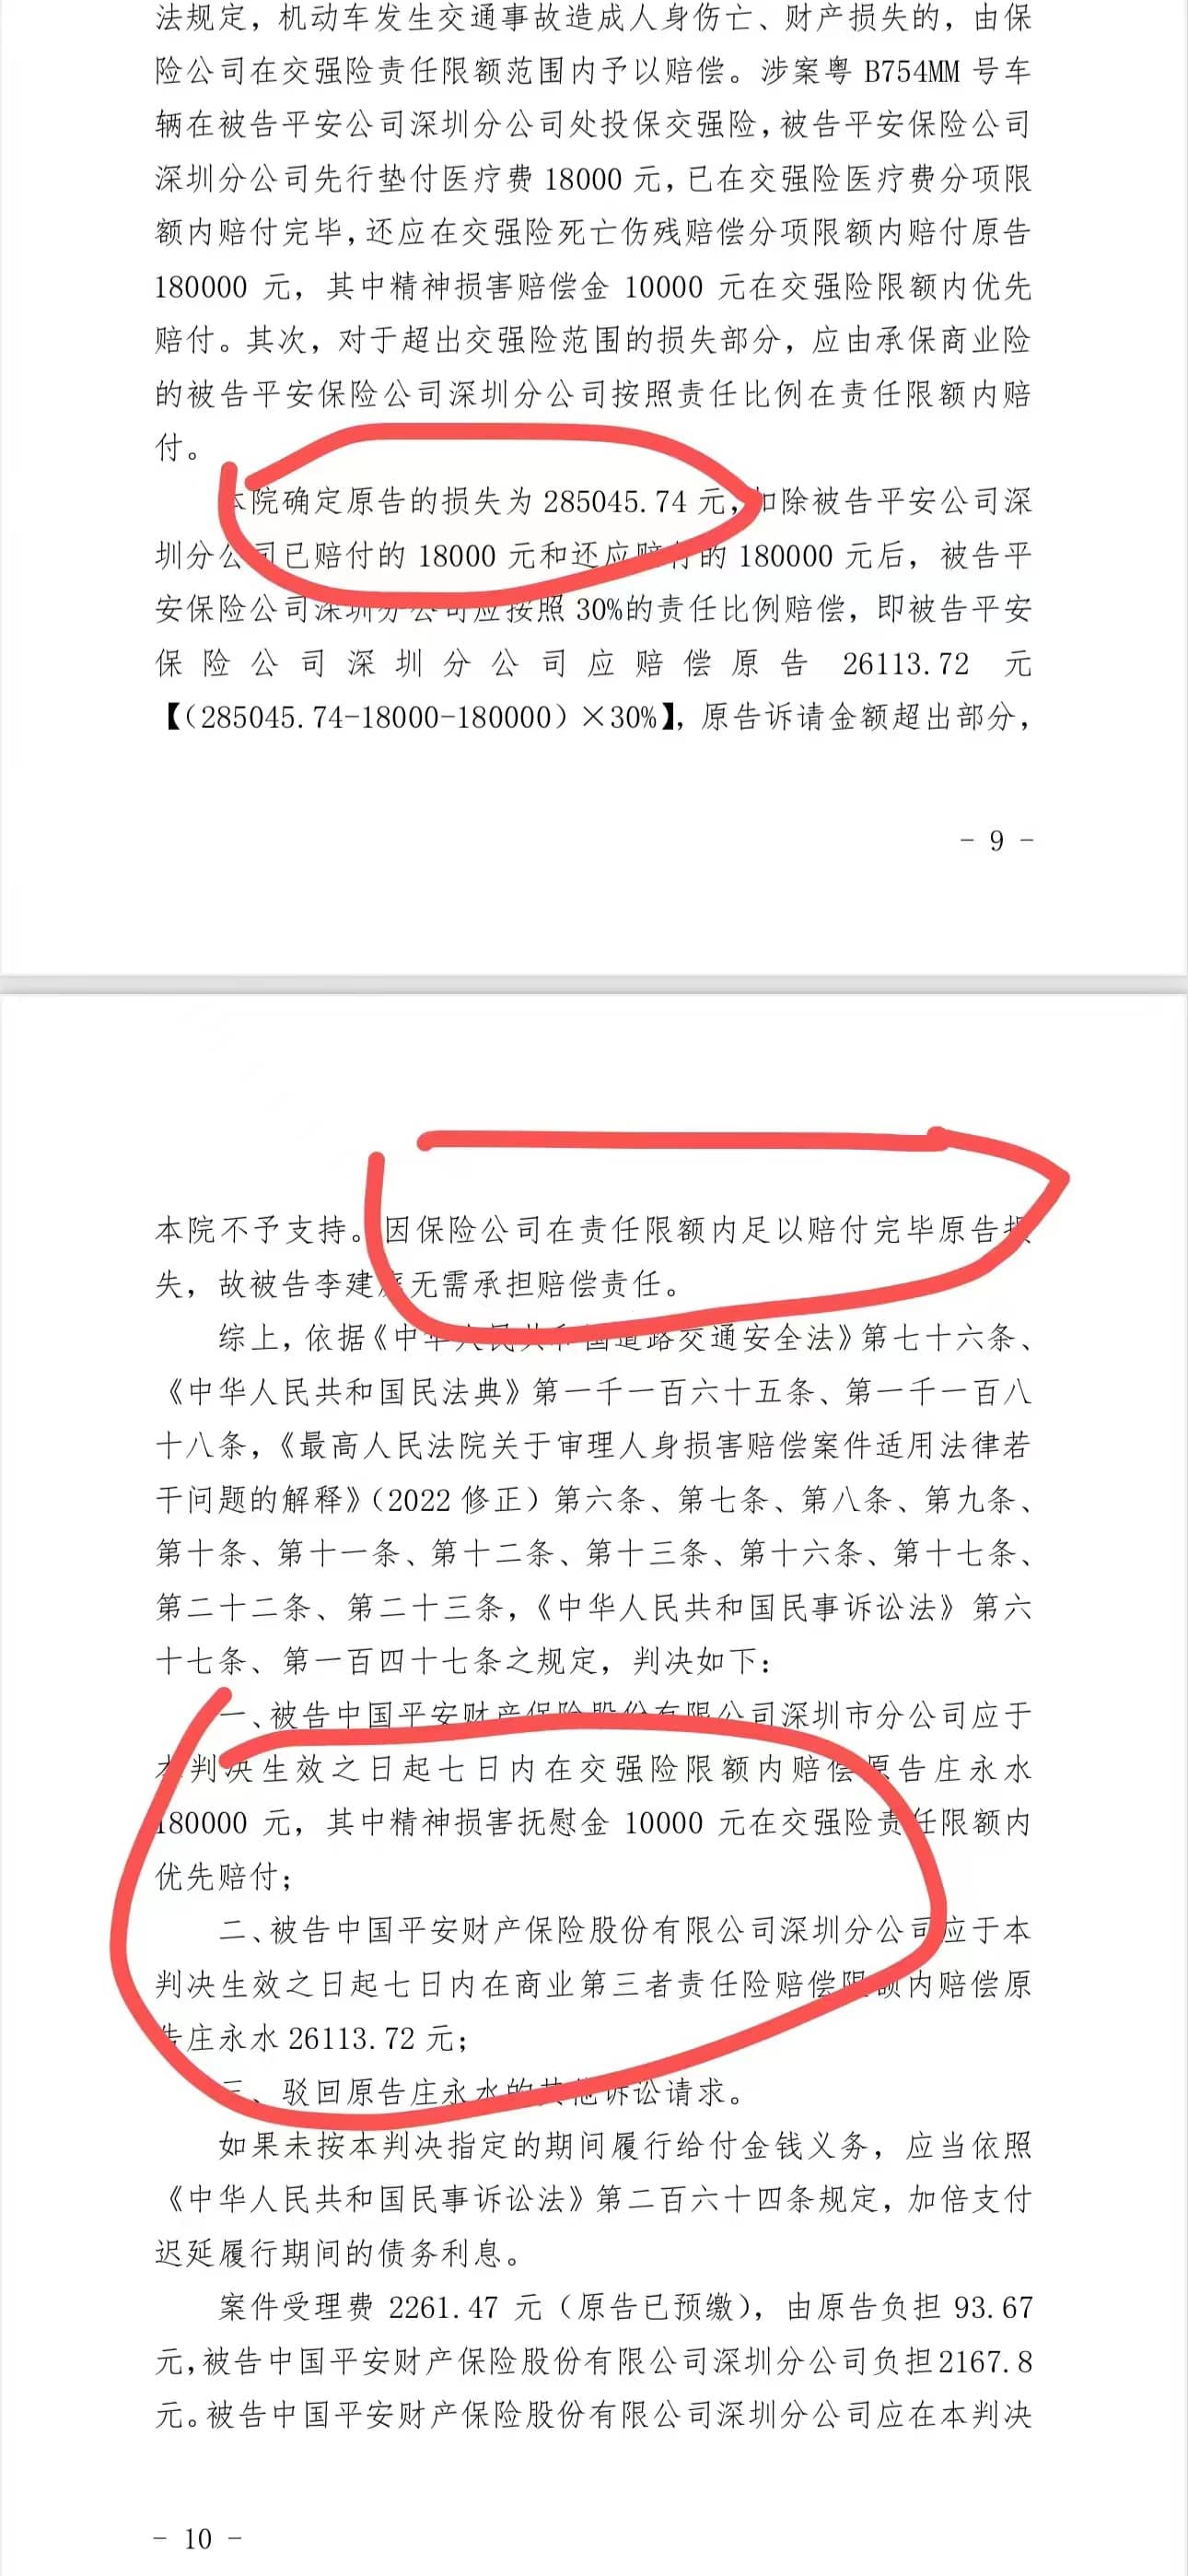 法规定，机动车发生交通事故造成人身伤亡、财产损失的，由保
险公司在交强险责任限额范围内予以赔偿。涉案粤 B754MM 号车
辆在被告平安公司深圳分公司处投保交强险，被告平安保险公司
深圳分公司先行垫付医疗费 18000 元，已在交强险医疗费分项限
额内赔付完毕，还应在交强险死亡伤残赔偿分项限额内赔付原告
180000 元，其中精神损害赔偿金 10000 元在交强险限额内优先
赔付。其次，对于超出交强险范围的损失部分，应由承保商业险
的被告平安保险公司深圳分公司按照责任比例在责任限额内赔
付。
本院确定原告的损失为 285045.74 元，扣除被告平安公司深
圳分公司已赔付的 18000 元和还应赔付的 180000 元后，被告平
安保险公司深圳分公司应按照 30%的责任比例赔偿，即被告平安
保险公司深圳分公司应赔偿原告 26113.72 元
【（285045.74-18000-180000）×30%】，原告诉请金额超出部分，
- 9 -
本院不予支持。因保险公司在责任限额内足以赔付完毕原告损
失，故被告李建无需承担赔偿责任。
综上，依据《中华人民共和国道路交通安全法》第七十六条、
《中华人民共和国民法典》第一千一百六十五条、第一千一百八
十八条，《最高人民法院关于审理人身损害赔偿案件适用法律若
干问题的解释》（2022 修正）第六条、第七条、第八条、第九条、
第十条、第十一条、第十二条、第十三条、第十六条、第十七条、
第二十二条、第二十三条，《中华人民共和国民事诉讼法》第六
十七条、第一百四十七条之规定，判决如下：
一、被告中国平安财产保险股份有限公司深圳市分公司应于
本判决生效之日起七日内在交强险限额内赔偿原告庄永水
180000 元，其中精神损害抚慰金 10000 元在交强险责任限额内
优先赔付；
二、被告中国平安财产保险股份有限公司深圳分公司应于本
判决生效之日起七日内在商业第三者责任险赔偿限额内赔偿原
告庄永水 26113.72 元；
三、驳回原告庄永水的其他诉讼请求。
如果未按本判决指定的期间履行给付金钱义务，应当依照
《中华人民共和国民事诉讼法》第二百六十四条规定，加倍支付
迟延履行期间的债务利息。
案件受理费 2261.47 元（原告已预缴），由原告负担 93.67
元，被告中国平安财产保险股份有限公司深圳分公司负担2167.8
元。被告中国平安财产保险股份有限公司深圳分公司应在本判决
- 10 -